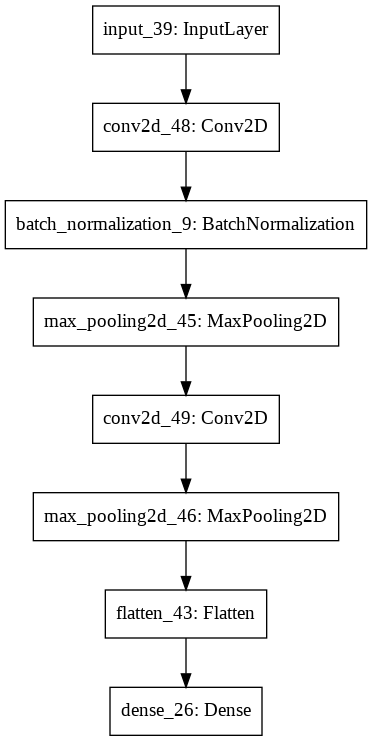 input_39: InputLayer
conv2d_48: Conv2D
batch_normalization_9: BatchNormalization
max_pooling2d_45: MaxPooling2D
conv2d_49: Conv2D
max_pooling2d_46: MaxPooling2D
flatten_43: Flatten
dense_26: Dense